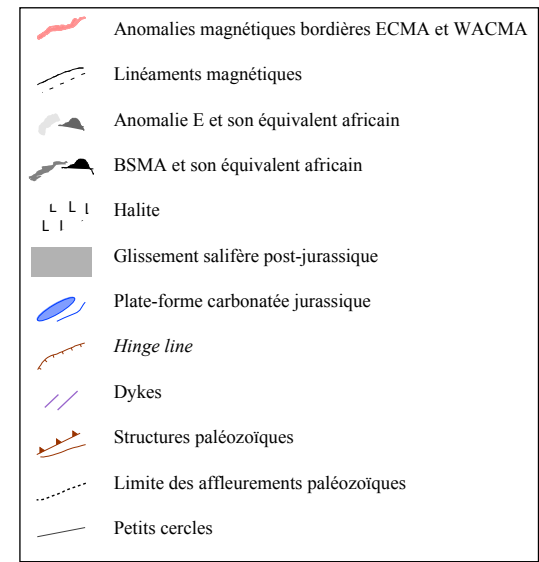 Anomalies magnétiques bordières ECMA et WACMA
Linéaments magnétiques
Anomalie E et son équivalent africain
BSMA et son équivalent africain
Halite
Glissement salifère post-jurassique
Plate-forme carbonatée jurassique
Hinge line
Dykes
Structures paléozoïques
Limite des affleurements paléozoïques
Petits cercles